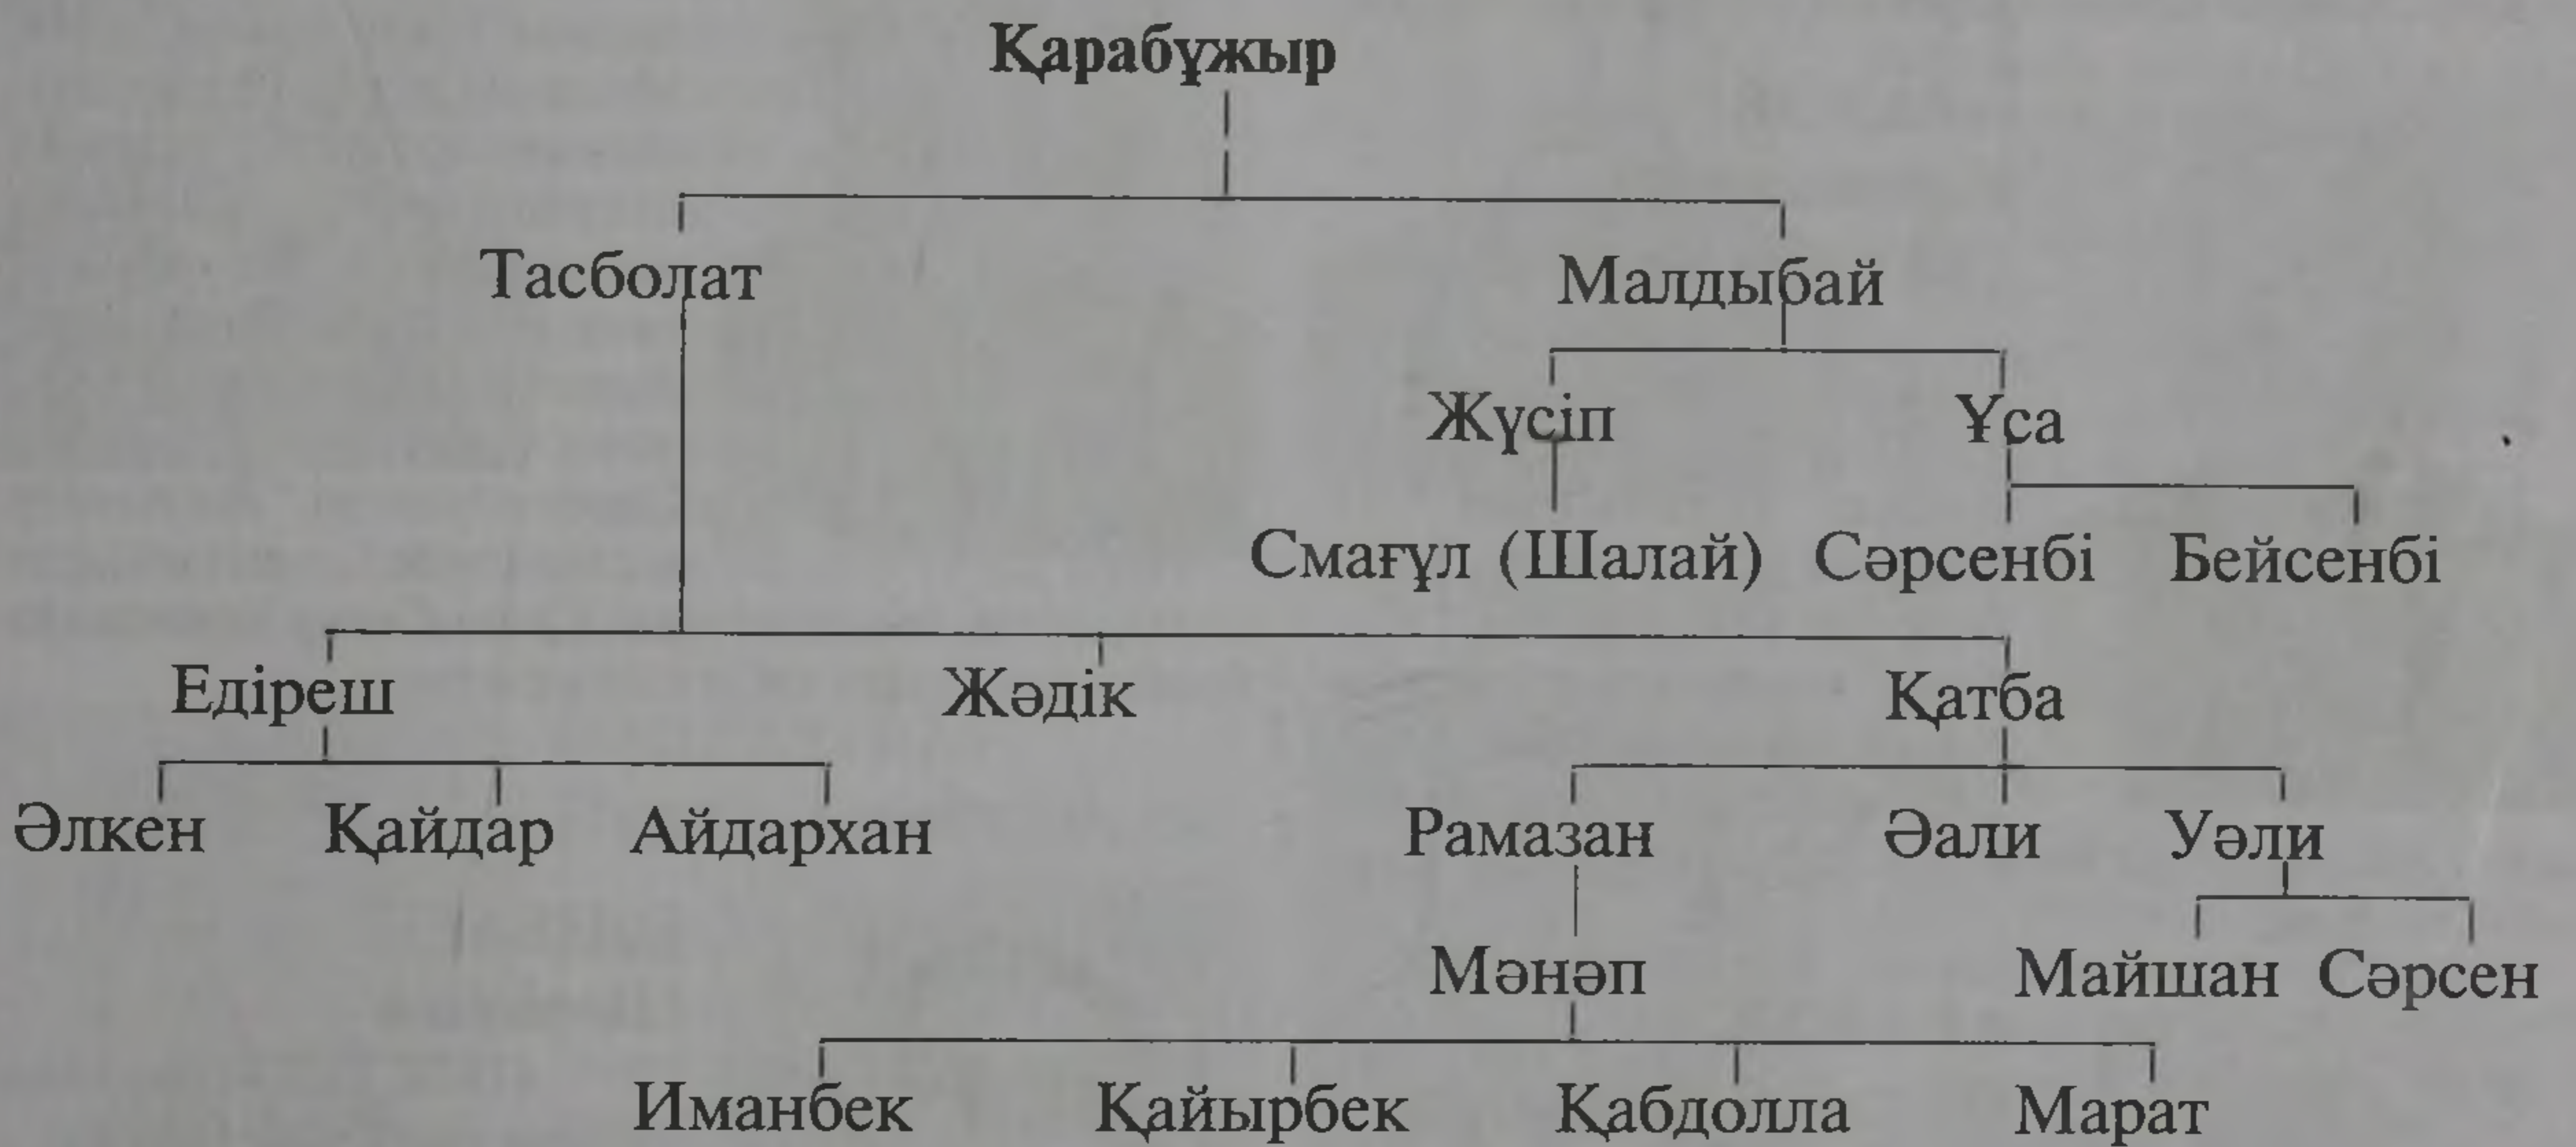 Қарабұжыр
Тасболат Малдыбай
Жүсіп Ұса
Смағұл (Шалай) Сәрсенбі Бейсенбі
Едіреш Жәдік Қатба
Әлкен Қайдар Айдархан Рамазан Әали Уәли
Мәнәп Майшан Сәрсен
Иманбек Қайырбек Қабдолла Марат